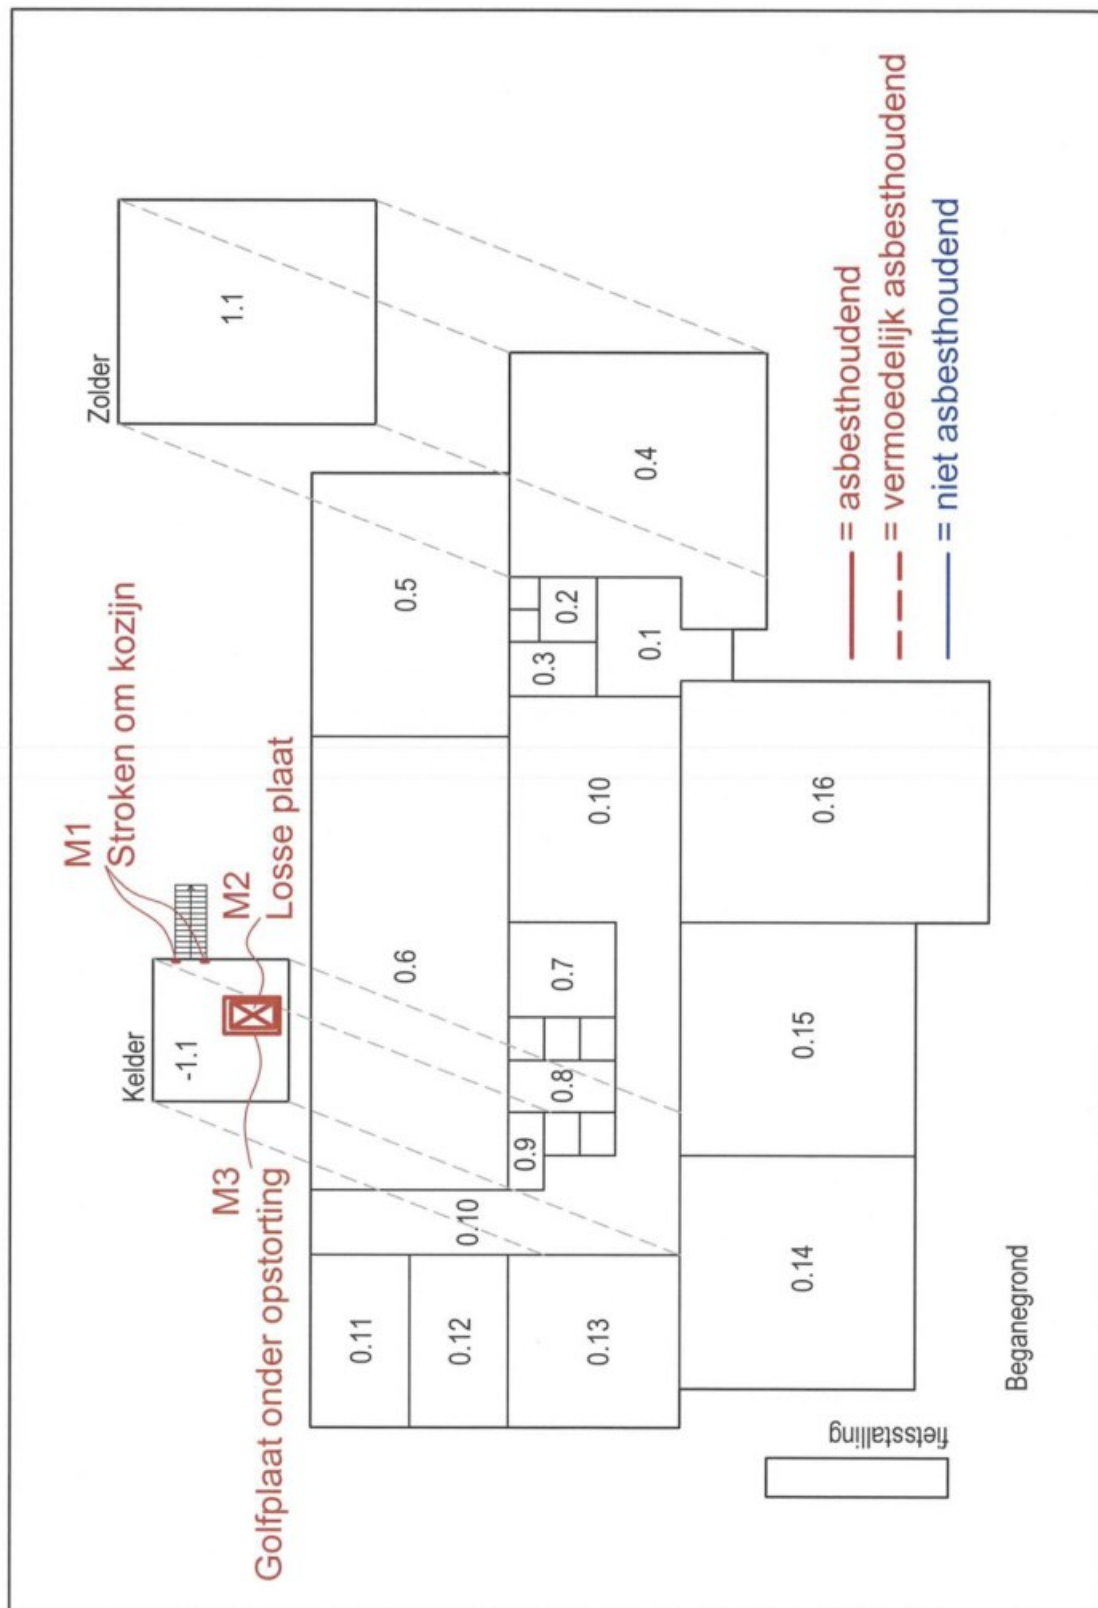 Zolder
1.1
M1
Stroken om kozijn
M2
Losse plaat
Kelder
-1.1
M3
Golfplaat onder opstorting
0.5
0.6
0.4
0.2
0.3
0.1
0.10
0.7
0.8
0.9
0.10
0.11
0.12
0.13
0.16
0.15
0.14
= asbesthoudend
= vermoedelijk asbesthoudend
= niet asbesthoudend
fietsstalling
Beganegrond